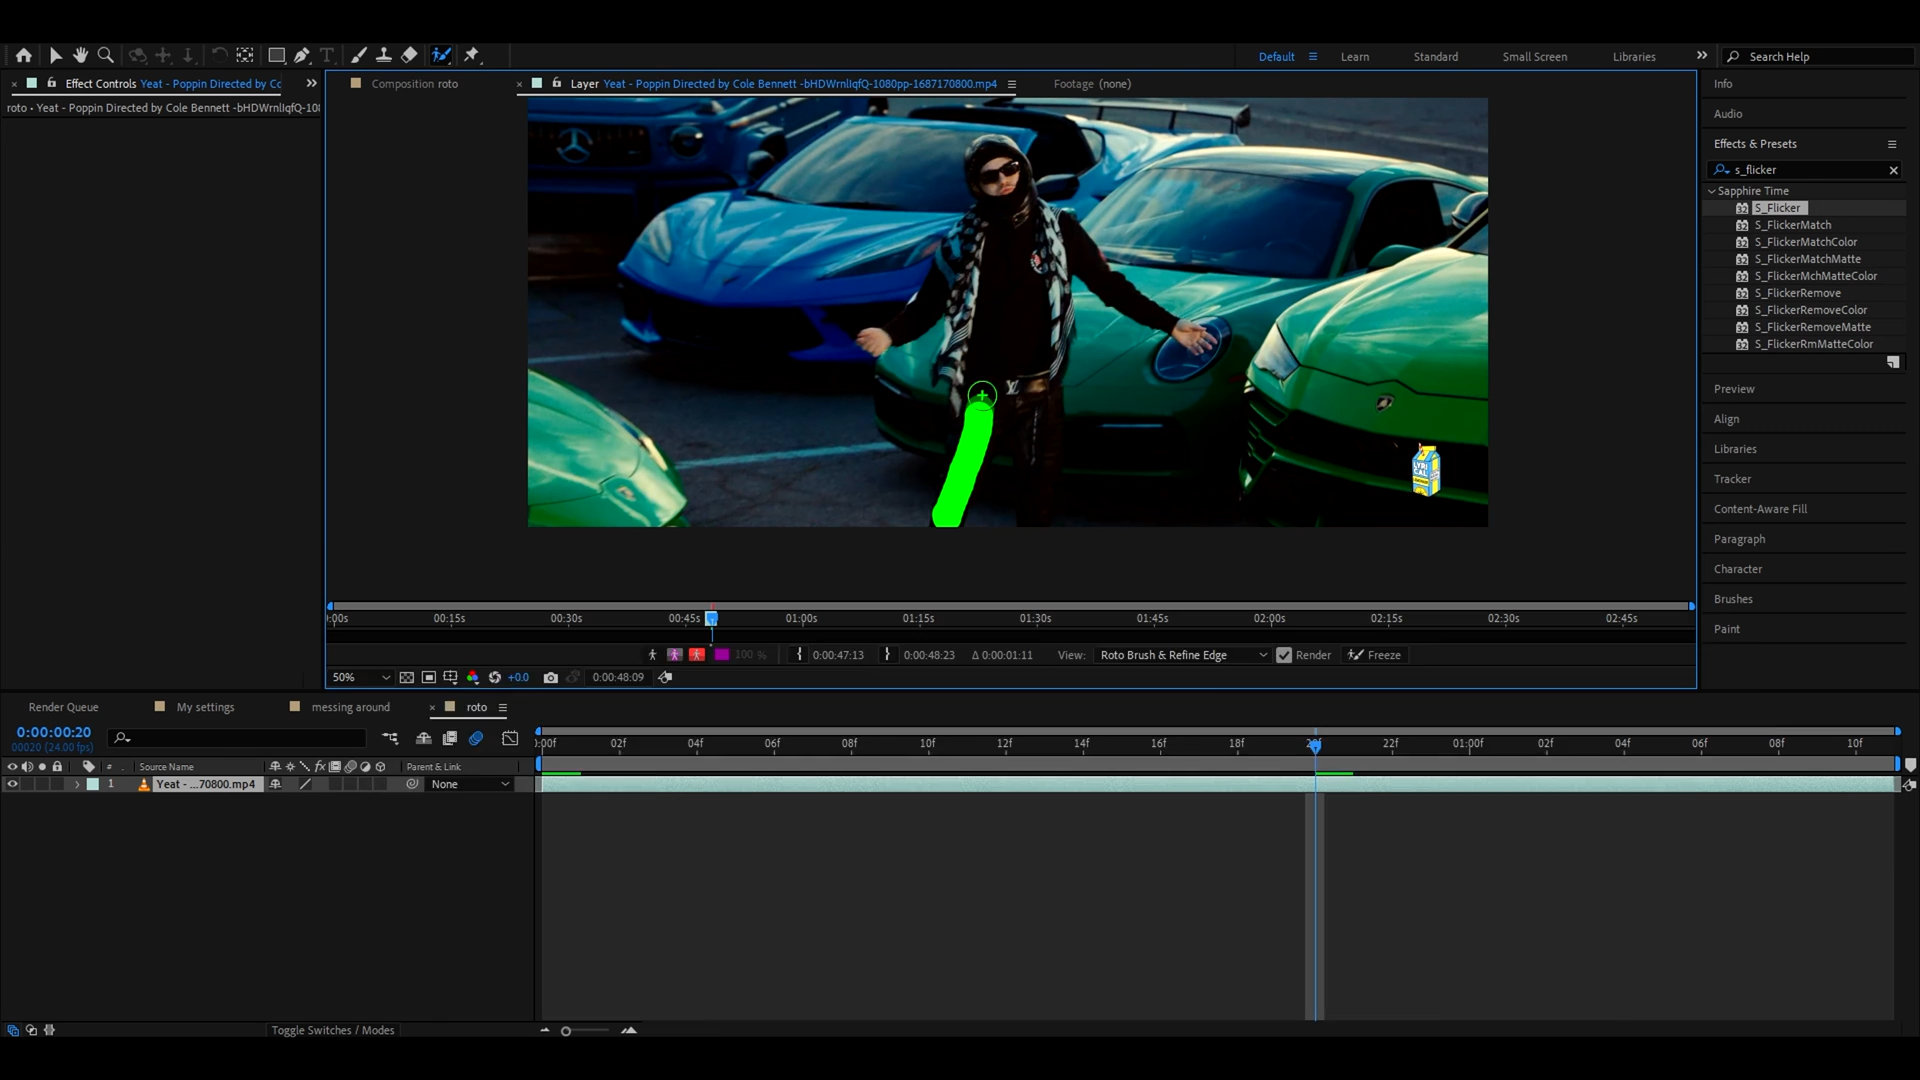 Default
Learn
Standard
Small Screen
Libraries
Search Help
Effect Controls Yeat - Poppin Directed by Cc
Composition roto
Layer Yeat - Poppin Directed by Cole Bennett -bHDWrnlIqfQ-1080pp-1687170800.mp4
Footage (none)
Info
roto • Yeat - Poppin Directed by Cole Bennett -bHDWrnlIqfQ-108
Audio
Effects & Presets
s_flicker
Sapphire Time
S_Flicker
S_FlickerMatch
S_FlickerMatchColor
S_FlickerMatchMatte
S_FlickerMchMatteColor
S_FlickerRemove
S_FlickerRemoveColor
S_FlickerRemoveMatte
S_FlickerRmMatteColor
Preview
Align
Libraries
Tracker
Content-Aware Fill
Paragraph
Character
Brushes
Paint
LYRI
CAL
:00s 00:15s 00:30s 00:45s 01:00s 01:15s 01:30s 01:45s 02:00s 02:15s 02:30s 02:45s
100 % 0:00:47:13 0:00:48:23 Δ 0:00:01:11 View: Roto Brush & Refine Edge Render Freeze
50% +0.0 0:00:48:09
Render Queue
My settings
messing around
roto
0:00:00:20
00020 (24.00 fps)
:00f 02f 04f 06f 08f 10f 12f 14f 16f 18f 20f 22f 01:00f 02f 04f 06f 08f 10f
# Source Name fx Parent & Link
1 Yeat - ...70800.mp4 None
Toggle Switches / Modes